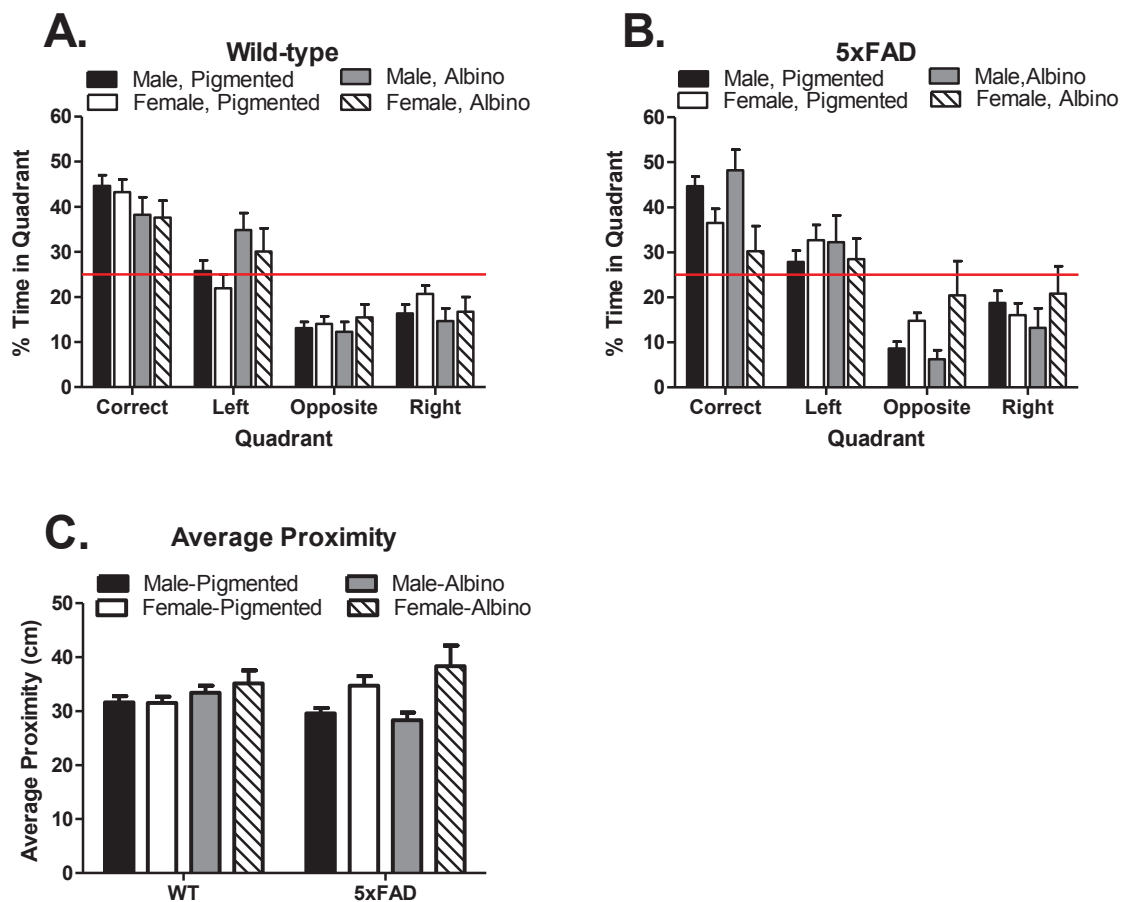 A.
Wild-type
Male, Pigmented
Male, Albino
Female, Pigmented
Female, Albino
% Time in Quadrant
60
50
40
30
20
10
0
Correct
Left
Opposite
Right
Quadrant
B.
5xFAD
Male, Pigmented
Male,Albino
Female, Pigmented
Female, Albino
% Time in Quadrant
60
50
40
30
20
10
0
Correct
Left
Opposite
Right
Quadrant
C.
Average Proximity
Male-Pigmented
Male-Albino
Female-Pigmented
Female-Albino
Average Proximity (cm)
50
40
30
20
10
0
WT
5xFAD